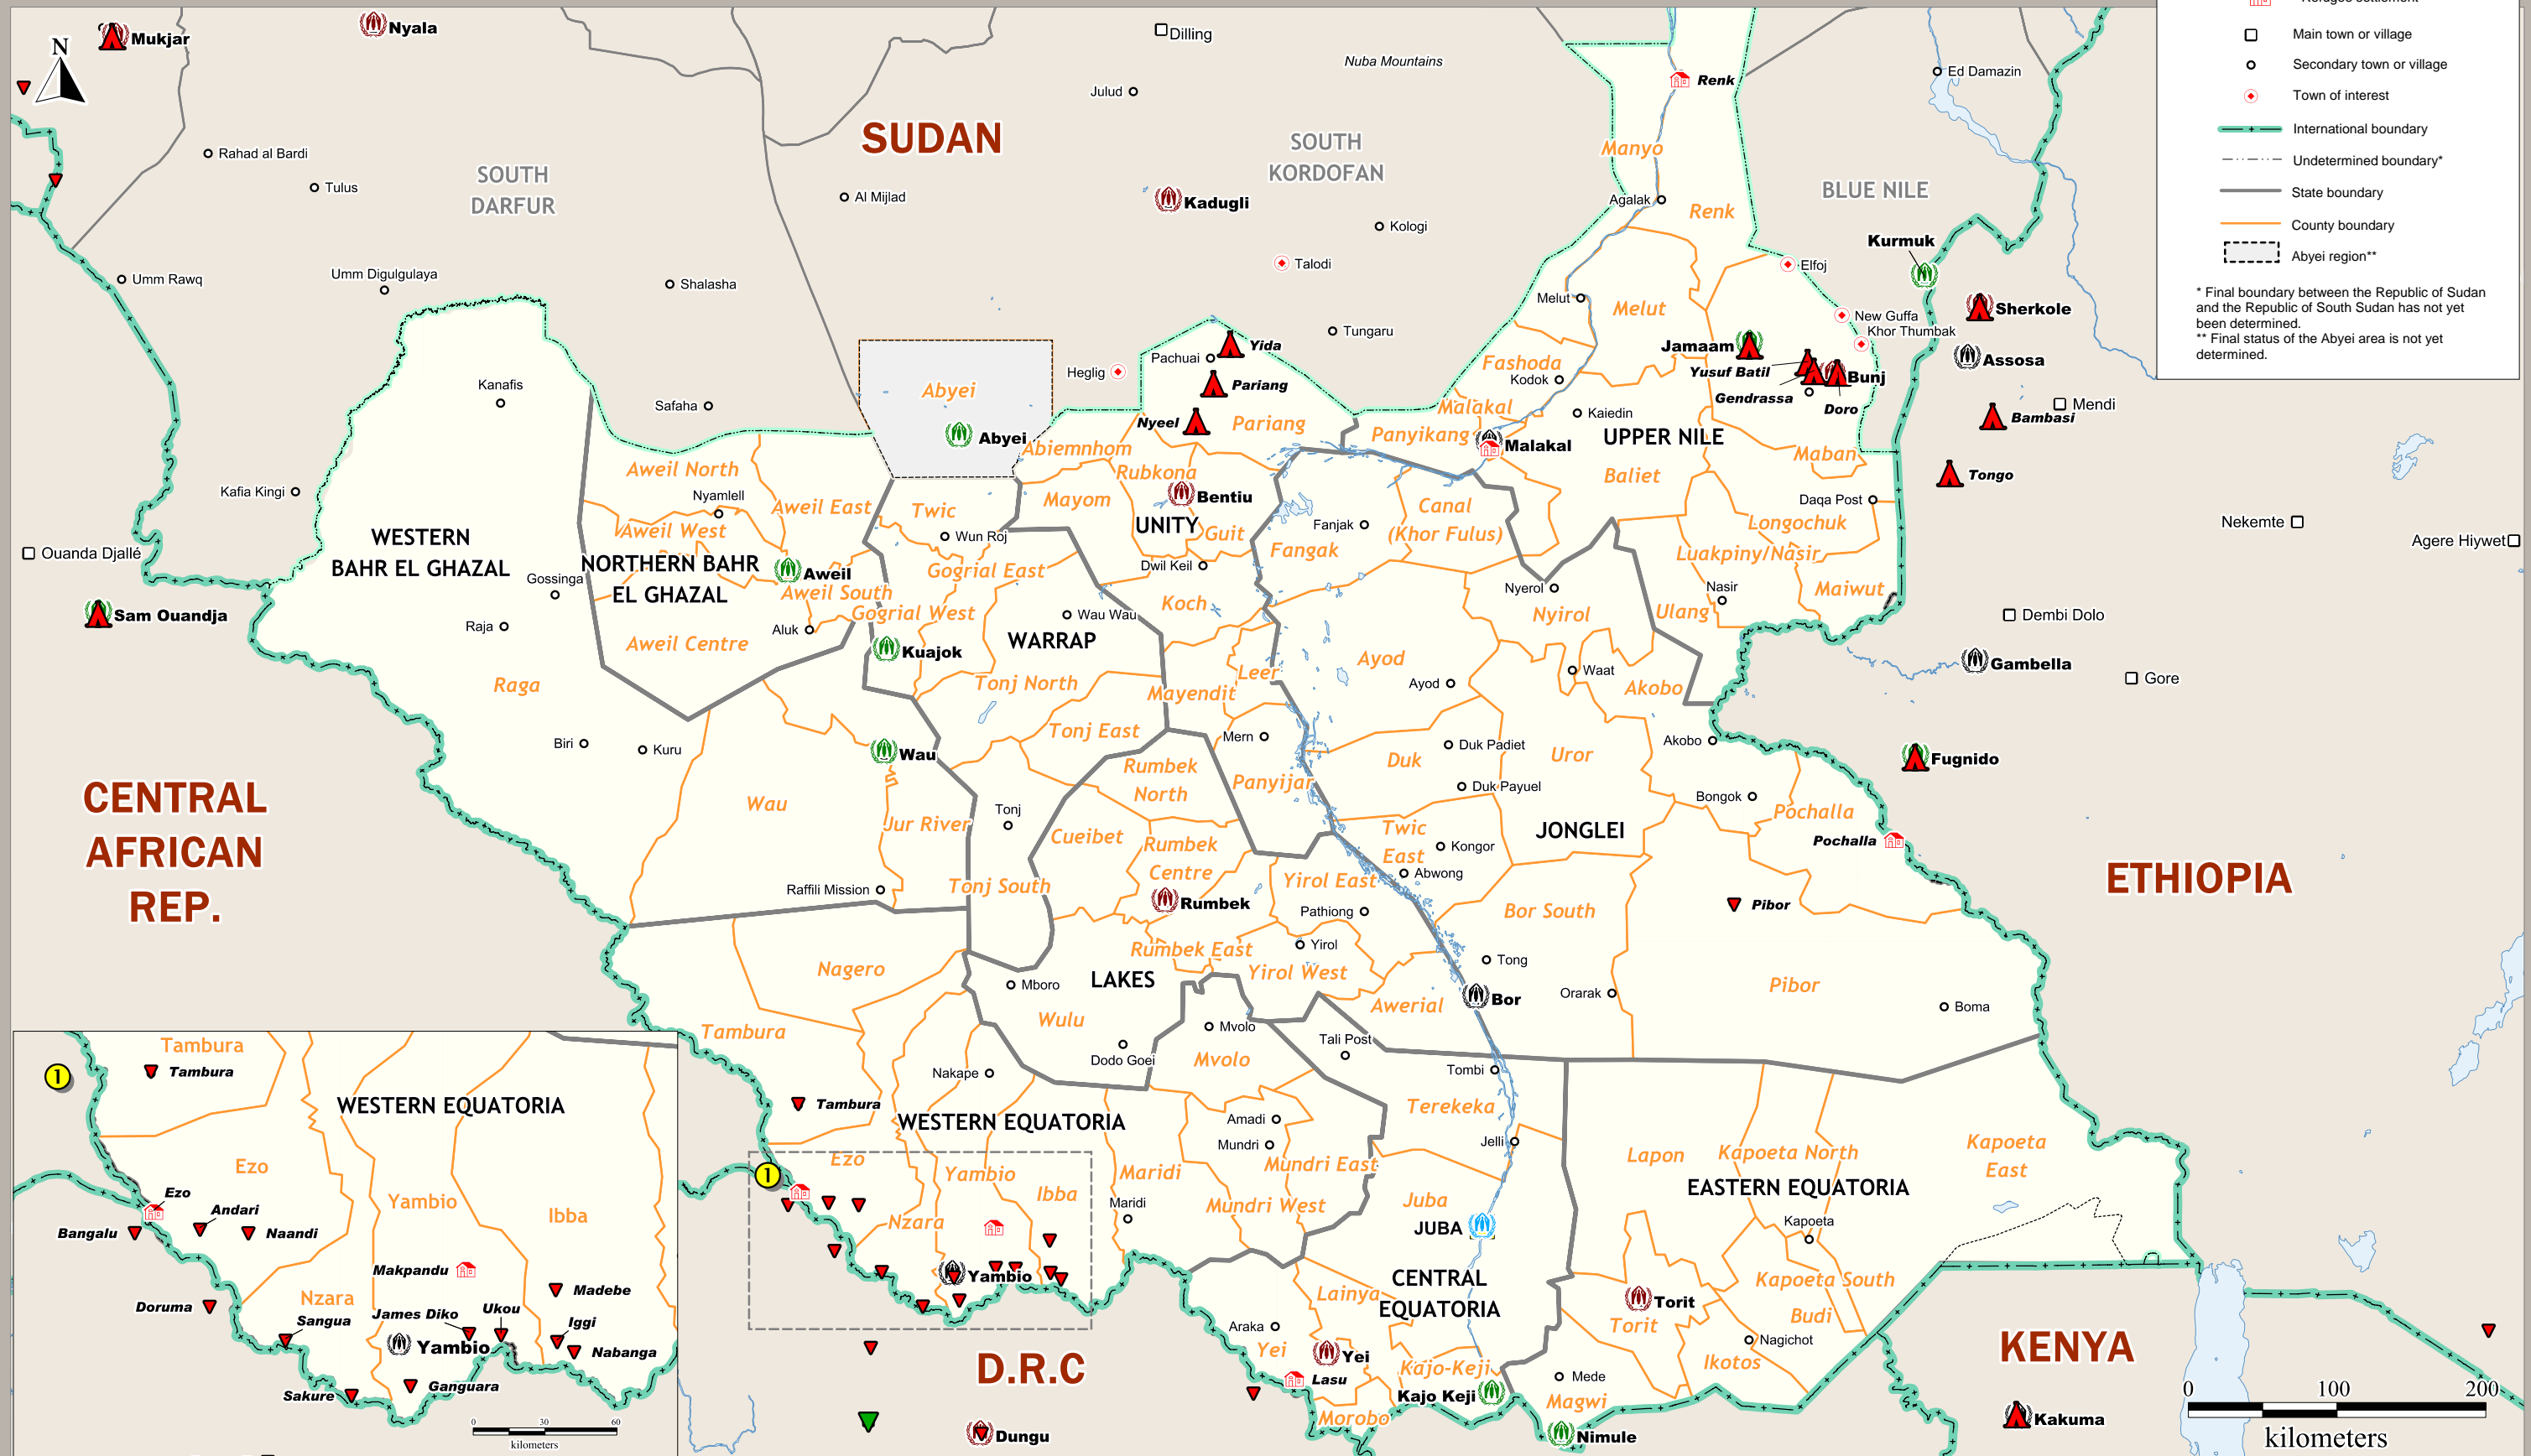 Refugee settlement
Main town or village
Secondary town or village
Town of interest
International boundary
Undetermined boundary*
State boundary
County boundary
Abyei region**
* Final boundary between the Republic of Sudan
and the Republic of South Sudan has not yet
been determined.
** Final status of the Abyei area is not yet
determined.
N
Mukjar
Nyala
Dilling
Nuba Mountains
Julud
Renk
Ed Damazin
SUDAN
SOUTH
KORDOFAN
Manyo
Rahad al Bardi
Tulus
SOUTH
DARFUR
Al Mijlad
Kadugli
Agalak
Renk
BLUE NILE
Kologi
Kurmuk
Talodi
Elfoj
Umm Rawq
Umm Digulgulaya
Shalasha
Melut
Melut
Sherkole
New Guffa
Khor Thumbak
Tungaru
Jamaam
Assosa
Yida
Pachuai
Heglig
Fashoda
Kodok
Yusuf Batil
Bunj
Gendrassa
Doro
Pariang
Kanafis
Safaha
Abyei
Abyei
Nyeel
Pariang
Malakal
Panyikang
Malakal
Kaiedin
UPPER NILE
Mendi
Bambasi
Abiemnhom
Rubkona
Maban
Baliet
Tongo
Aweil North
Kafia Kingi
Nyamlell
Aweil East
Twic
Mayom
Bentiu
Canal
(Khor Fulus)
Daqa Post
Longochuk
Nekemte
Agere Hiywet
WESTERN
BAHR EL GHAZAL
Aweil West
Wun Roj
UNITY
Guit
Fanjak
Fangak
Luakpiny/Nasir
Ouanda Djallé
NORTHERN BAHR
EL GHAZAL
Aweil
Gogrial East
Dwil Keil
Gossinga
Aweil South
Gogrial West
Koch
Nyerol
Nyirol
Nasir
Ulang
Maiwut
Sam Ouandja
Raja
Aluk
Aweil Centre
Wau Wau
WARRAP
Dembi Dolo
Kuajok
Ayod
Ayod
Waat
Akobo
Gambella
Gore
Raga
Tonj North
Leer
Mayendit
Tonj East
Mern
Biri
Kuru
Wau
Duk Padiet
Duk
Uror
Akobo
Fugnido
Rumbek
North
Panyijar
Duk Payuel
Bongok
Pochalla
Pochalla
CENTRAL
AFRICAN
REP.
Wau
Jur River
Tonj
Cueibet
Rumbek
Centre
Twic
East
Kongor
JONGLEI
Abwong
ETHIOPIA
Raffili Mission
Tonj South
Rumbek
Yirol East
Pathiong
Bor South
Pibor
Rumbek East
Yirol
Yirol West
Nagero
LAKES
Mboro
Tong
Awerial
Bor
Orarak
Pibor
Boma
Tambura
Wulu
Dodo Goei
Mvolo
Mvolo
Tali Post
Tombi
Nakape
Tambura
WESTERN EQUATORIA
Amadi
Mundri
Terekeka
Jelli
Mundri East
Mundri West
Ezo
1
Yambio
Ibba
Maridi
Maridi
Nzara
Yambio
Juba
JUBA
Lapon
Kapoeta North
Kapoeta
East
EASTERN EQUATORIA
Kapoeta
Kapoeta South
Budi
CENTRAL
EQUATORIA
Lainya
Araka
Yei
Yei
Lasu
Kajo-Keji
Kajo Keji
Morobo
Torit
Torit
Nagichot
Ikotos
Mede
Magwi
Nimule
KENYA
Kakuma
D.R.C
Dungu
0 100 200
kilometers
1
Tambura
Tambura
WESTERN EQUATORIA
Ezo
Ezo
Andari
Bangalu
Naandi
Yambio
Ibba
Makpandu
Madebe
Nzara
Doruma
James Diko
Ukou
Sangua
Iggi
Yambio
Nabanga
Sakure
Ganguara
0 30 60
kilometers